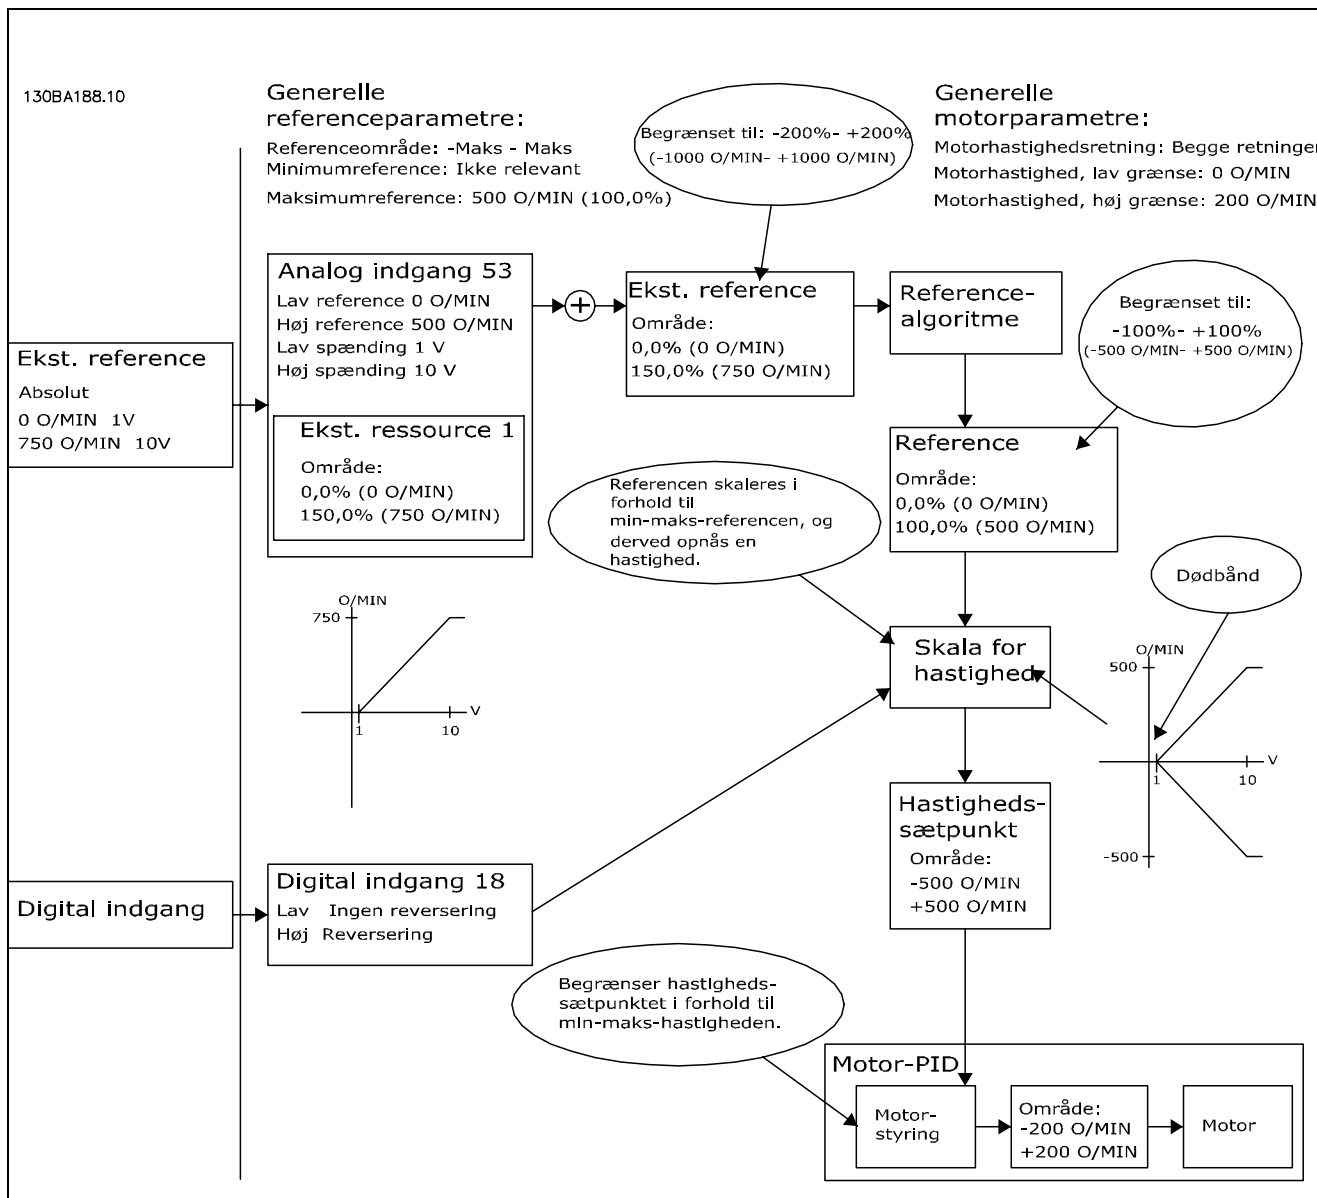 130BA188.10
Generelle
referenceparametre:
Referenceområde: -Maks - Maks
Minimumreference: Ikke relevant
Maksimumreference: 500 O/MIN (100,0%)
Begrænset til: -200%- +200%
(-1000 O/MIN- +1000 O/MIN)
Generelle
motorparametre:
Motorhastighedsretning: Begge retninger
Motorhastighed, lav grænse: 0 O/MIN
Motorhastighed, høj grænse: 200 O/MIN
Ekst. reference
Absolut
0 O/MIN 1V
750 O/MIN 10V
Analog indgang 53
Lav reference 0 O/MIN
Høj reference 500 O/MIN
Lav spænding 1 V
Høj spænding 10 V
Ekst. ressource 1
Område:
0,0% (0 O/MIN)
150,0% (750 O/MIN)
+
Ekst. reference
Område:
0,0% (0 O/MIN)
150,0% (750 O/MIN)
Reference-
algoritme
Begrænset til:
-100%- +100%
(-500 O/MIN- +500 O/MIN)
Reference
Område:
0,0% (0 O/MIN)
100,0% (500 O/MIN)
Referencen skaleres i
forhold til
min-maks-referencen, og
derved opnås en
hastighed.
Dødbånd
O/MIN
750
1
10
V
Skala for
hastighed
O/MIN
500
V
1
10
-500
Hastigheds-
sætpunkt
Område:
-500 O/MIN
+500 O/MIN
Digital indgang
Digital indgang 18
Lav Ingen reversering
Høj Reversering
Begrænser hastigheds-
sætpunktet i forhold til
min-maks-hastigheden.
Motor-PID
Motor-
styring
Område:
-200 O/MIN
+200 O/MIN
Motor